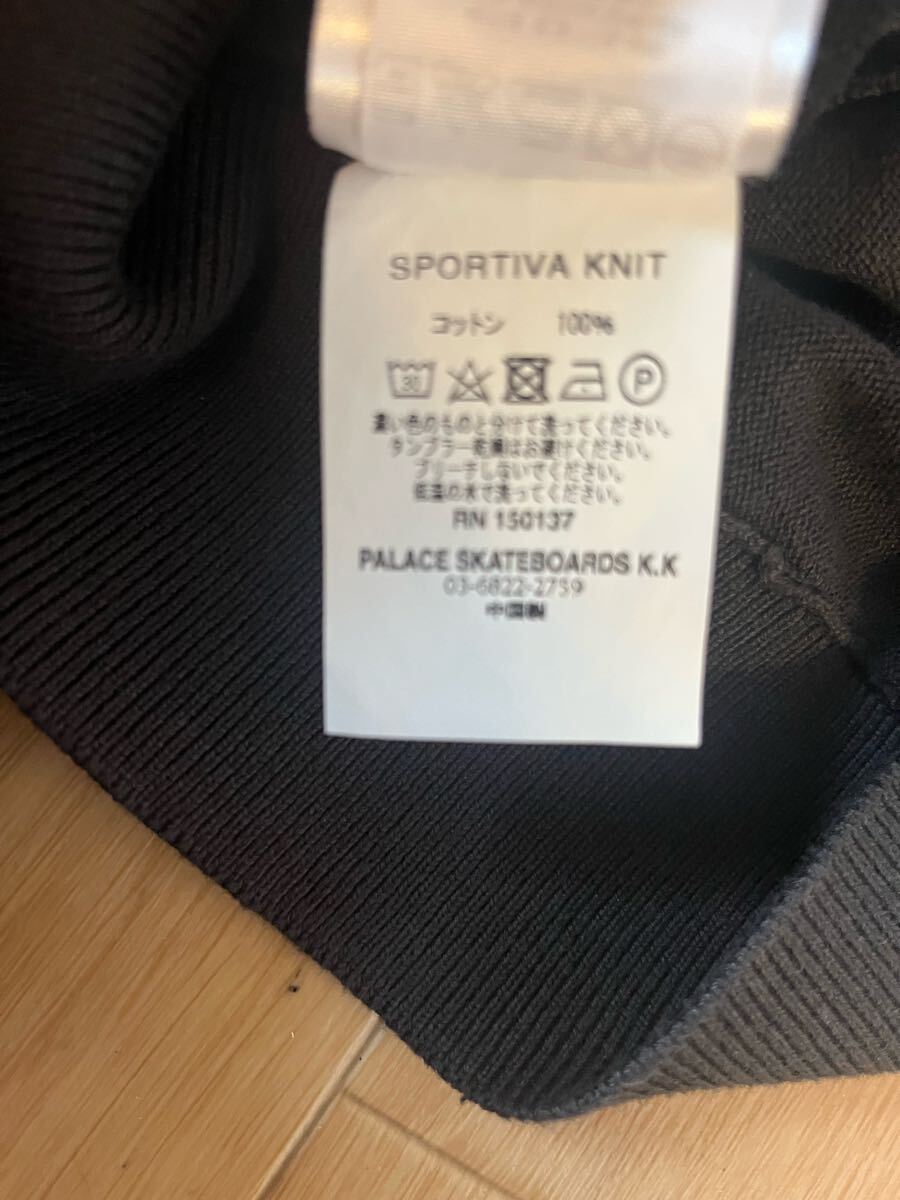 SPORTIVA KNIT
コットン 100%
30 P
濃い色のものと分けて洗ってください。
タンブラー乾燥はお避けください。
ブリーチしないでください。
低温の水で洗ってください。
RN 150137
PALACE SKATEBOARDS K.K
03-6822-2759
中国製